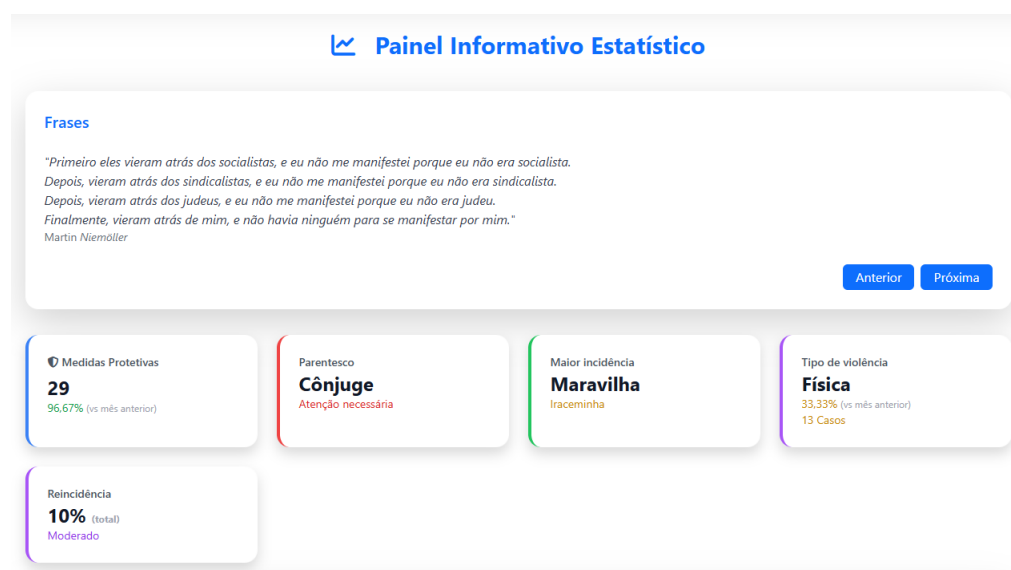 Painel Informativo Estatístico
Frases
"Primeiro eles vieram atrás dos socialistas, e eu não me manifestei porque eu não era socialista.
Depois, vieram atrás dos sindicalistas, e eu não me manifestei porque eu não era sindicalista.
Depois, vieram atrás dos judeus, e eu não me manifestei porque eu não era judeu.
Finalmente, vieram atrás de mim, e não havia ninguém para se manifestar por mim."
Martin Niemöller
Anterior Próxima
Medidas Protetivas
29
96,67% (vs mês anterior)
Parentesco
Cônjuge
Atenção necessária
Maior incidência
Maravilha
Iraceminha
Tipo de violência
Física
33,33% (vs mês anterior)
13 Casos
Reincidência
10% (total)
Moderado